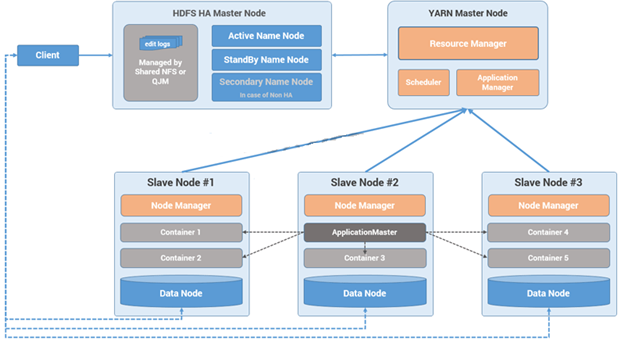 HDFS HA Master Node
YARN Master Node
Client
edit logs
Managed by
Shared NFS or
QJM
Active Name Node
StandBy Name Node
Secondary Name Node
In case of Non HA
Resource Manager
Scheduler
Application
Manager
Slave Node #1
Node Manager
Container 1
Container 2
Data Node
Slave Node #2
Node Manager
ApplicationMaster
Container 3
Data Node
Slave Node #3
Node Manager
Container 4
Container 5
Data Node